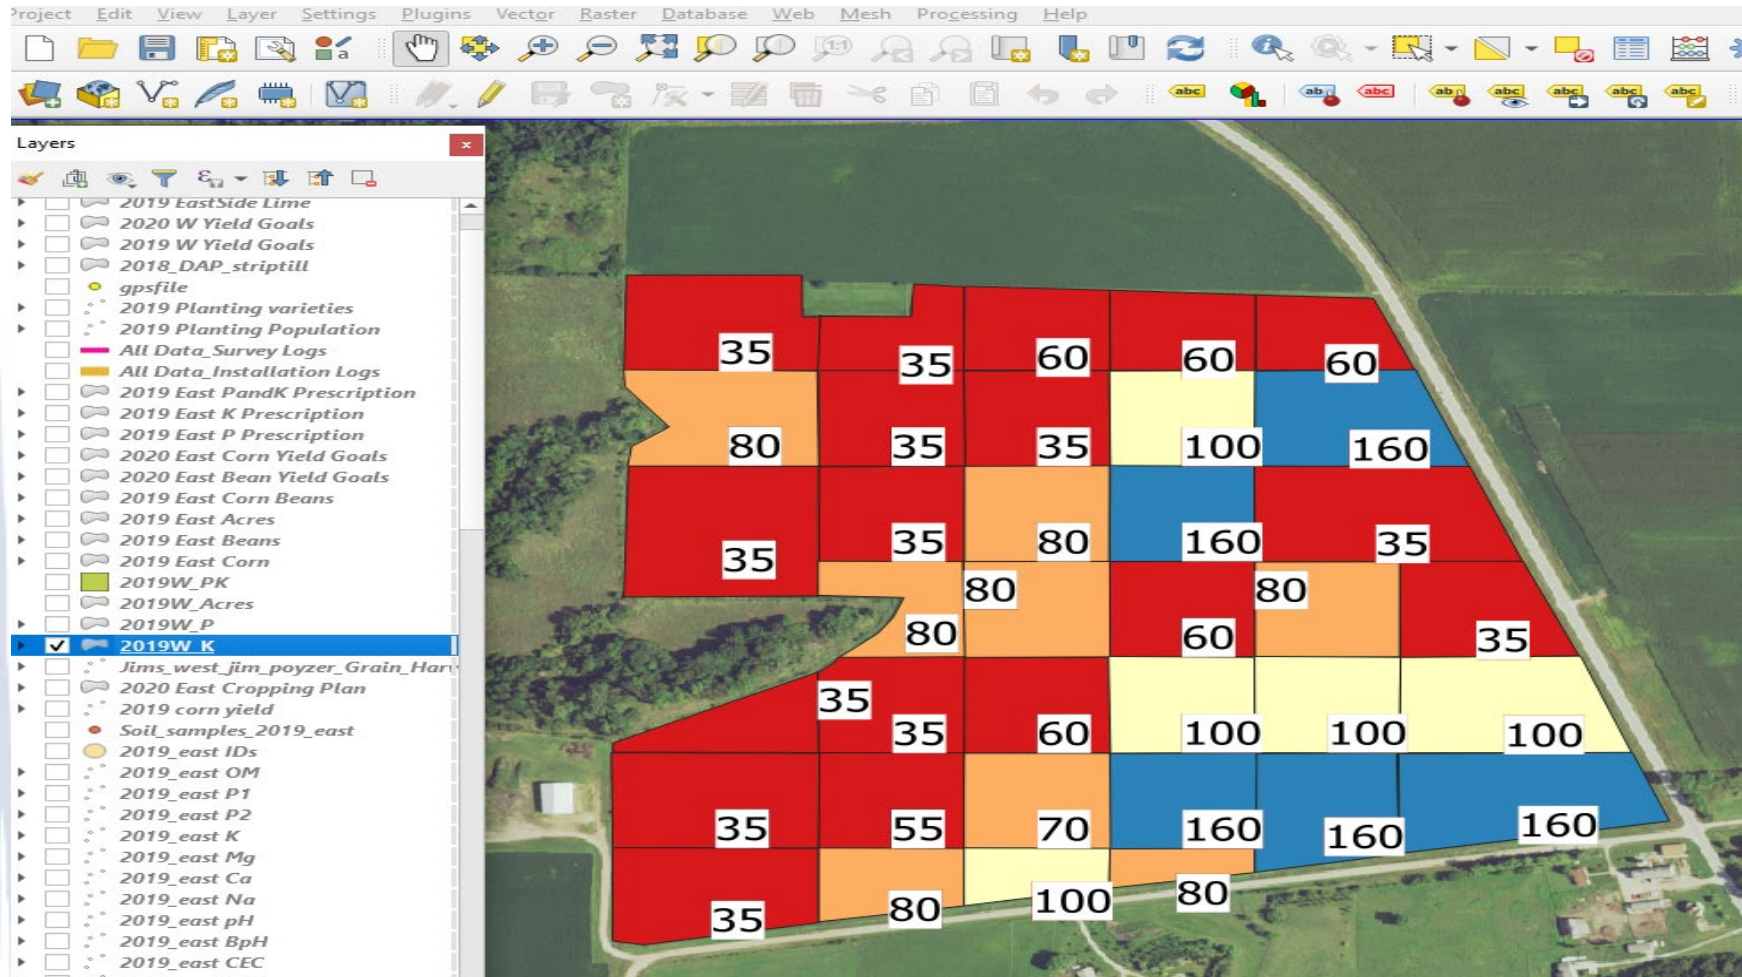 Project Edit View Layer Settings Plugins Vector Raster Database Web Mesh Processing Help
Layers
2019 EastSide Lime
2020 W Yield Goals
2019 W Yield Goals
2018_DAP_striptill
gpsfile
2019 Planting varieties
2019 Planting Population
All Data_Survey Logs
All Data_Installation Logs
2019 East PandK Prescription
2019 East K Prescription
2019 East P Prescription
2020 East Corn Yield Goals
2020 East Bean Yield Goals
2019 East Corn Beans
2019 East Acres
2019 East Beans
2019 East Corn
2019W_PK
2019W_Acres
2019W_P
2019W_K
Jims_west_jim_poyzer_Grain_Harv
2020 East Cropping Plan
2019 corn yield
Soil_samples_2019_east
2019_east IDs
2019_east OM
2019_east P1
2019_east P2
2019_east K
2019_east Mg
2019_east Ca
2019_east Na
2019_east pH
2019_east BpH
2019_east CEC
35 35 60 60 60
80 35 35 100 160
35 35 80 160 35
80 80
80 60 35
35
35 60 100 100 100
35 55 70 160 160 160
35 80 100 80